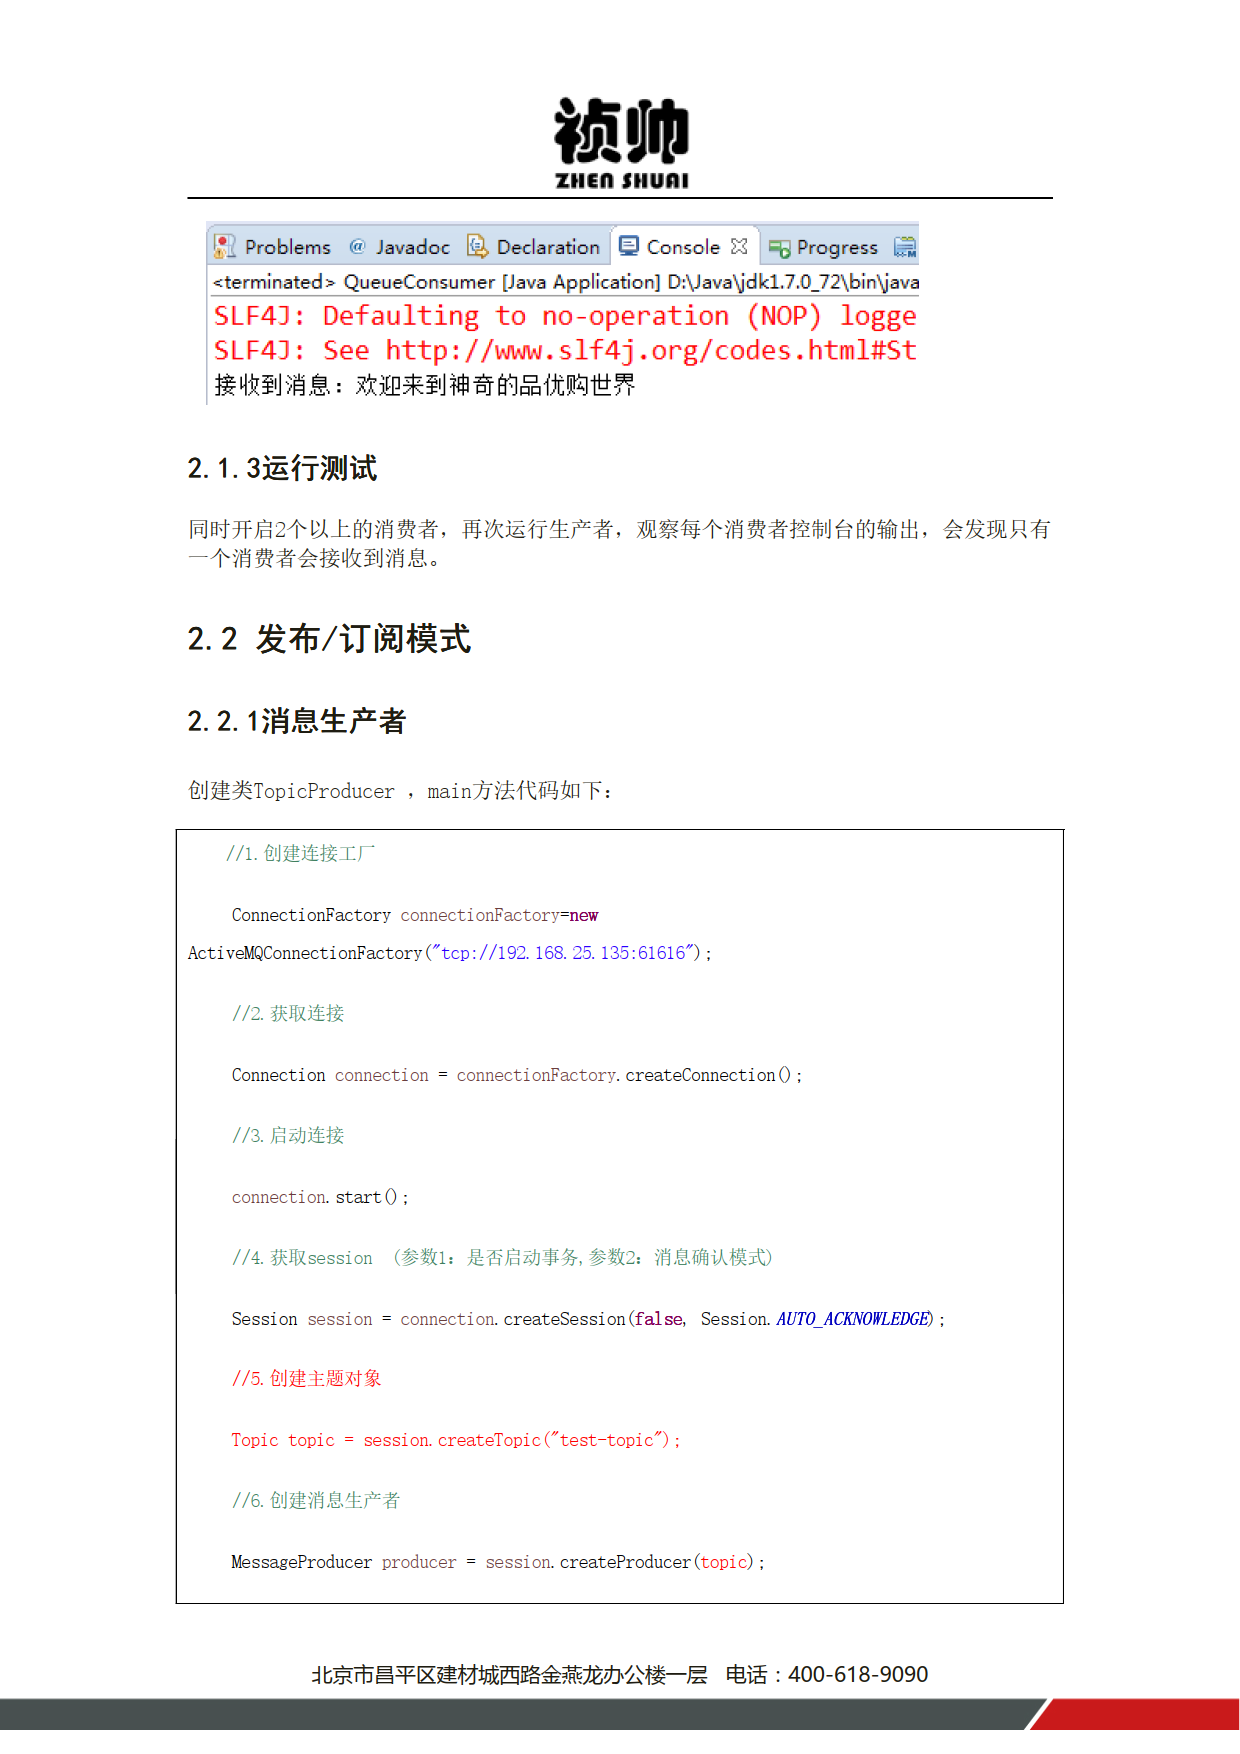 祯帅
ZHEN SHUAI
Problems @ Javadoc Declaration Console Progress
<terminated> QueueConsumer [Java Application] D:\Java\jdk1.7.0_72\bin\java
SLF4J: Defaulting to no-operation (NOP) logge
SLF4J: See http://www.slf4j.org/codes.html#St
接收到消息：欢迎来到神奇的品优购世界
2.1.3运行测试
同时开启2个以上的消费者，再次运行生产者，观察每个消费者控制台的输出，会发现只有
一个消费者会接收到消息。
2.2 发布/订阅模式
2.2.1消息生产者
创建类TopicProducer ，main方法代码如下：
//1.创建连接工厂
ConnectionFactory connectionFactory=new
ActiveMQConnectionFactory("tcp://192.168.25.135:61616");
//2.获取连接
Connection connection = connectionFactory.createConnection();
//3.启动连接
connection.start();
//4.获取session （参数1：是否启动事务,参数2：消息确认模式)
Session session = connection.createSession(false, Session.AUTO_ACKNOWLEDGE);
//5.创建主题对象
Topic topic = session.createTopic("test-topic");
//6.创建消息生产者
MessageProducer producer = session.createProducer(topic);
北京市昌平区建材城西路金燕龙办公楼一层 电话：400-618-9090